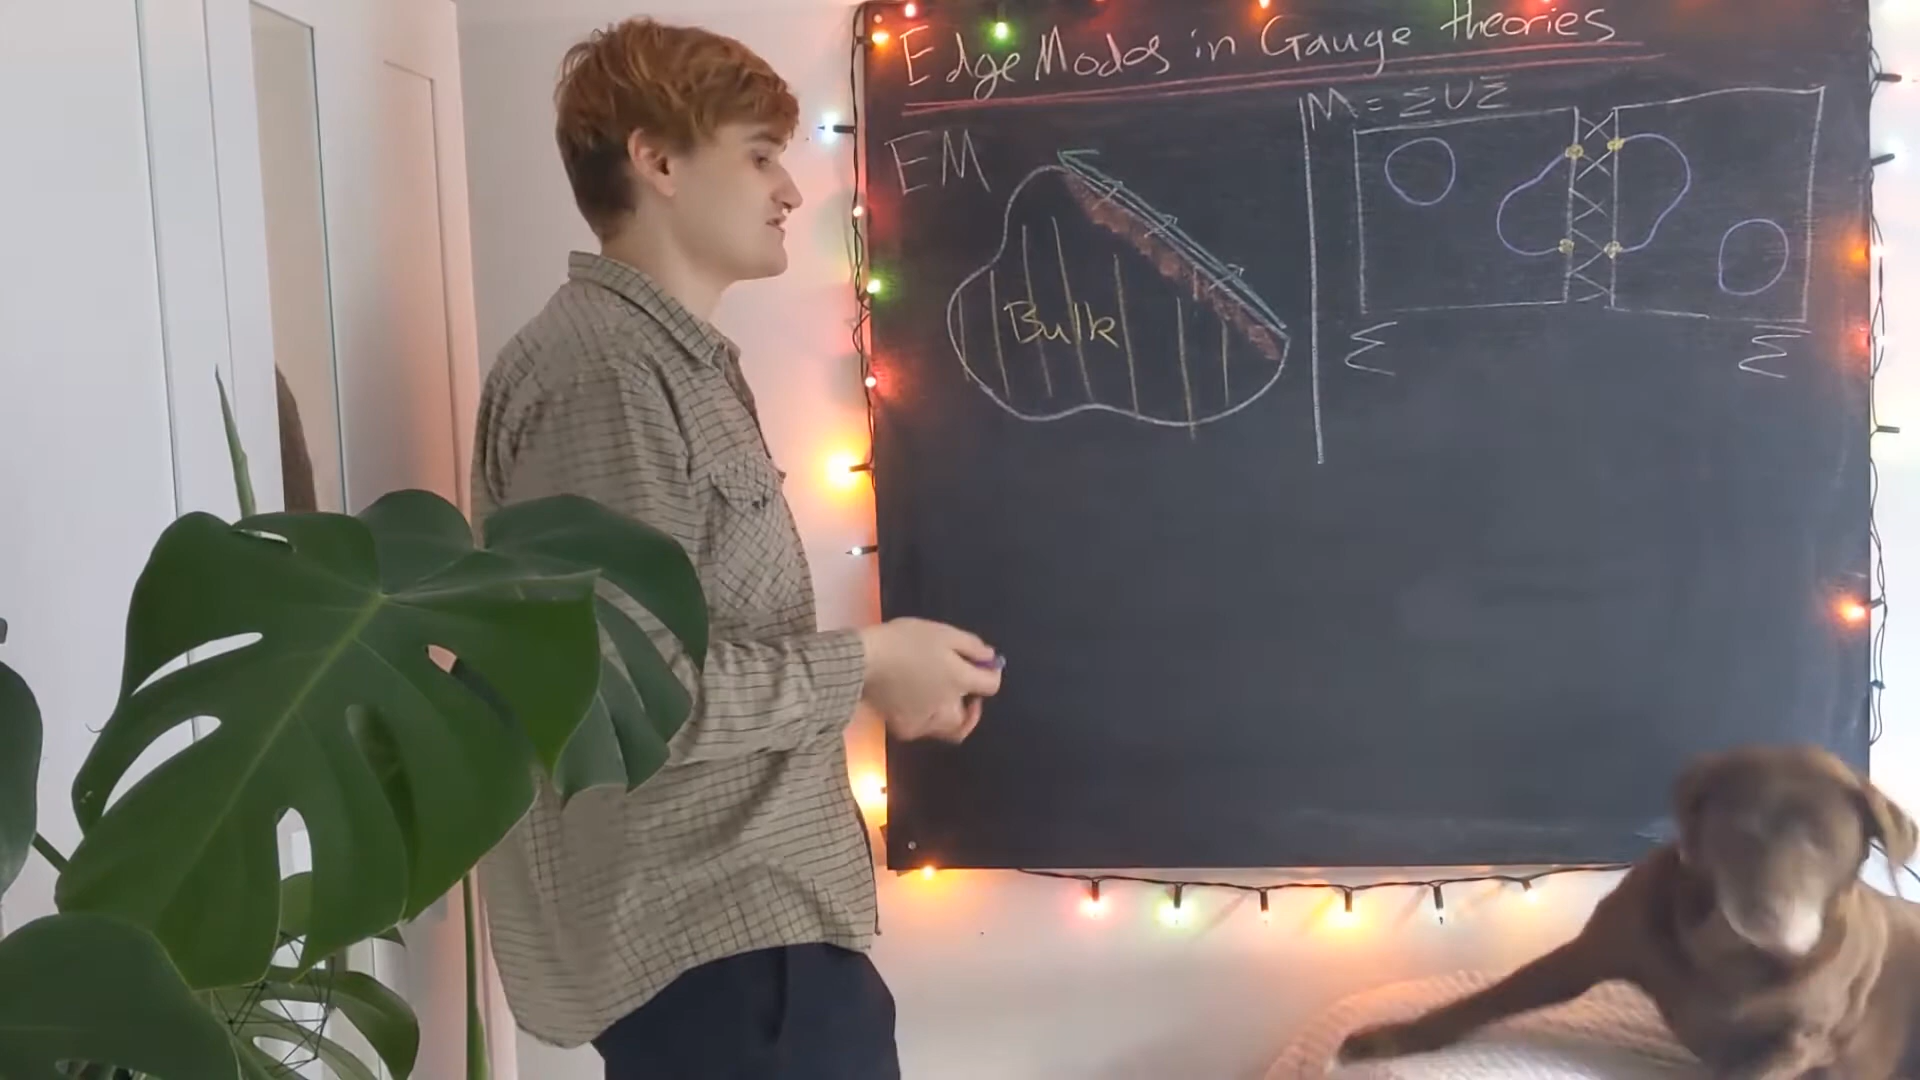 Edge Modes in Gauge theories
EM
Bulk
M = Σ U Σ̅
Σ
Σ̅